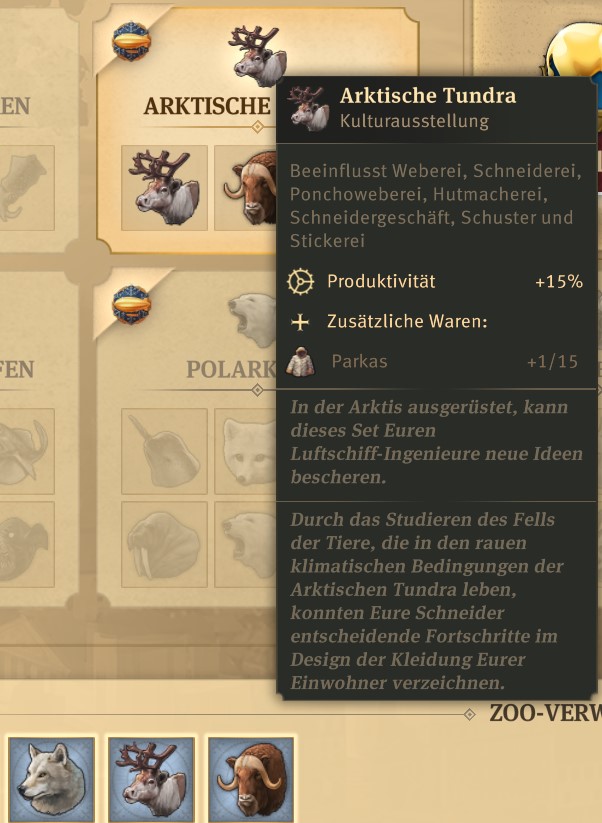 EN
ARKTISCHE
Arktische Tundra
Kulturausstellung
Beeinflusst Weberei, Schneiderei,
Ponchoweberei, Hutmacherei,
Schneidergeschäft, Schuster und
Stickerei
Produktivität +15%
Zusätzliche Waren:
Parkas +1/15
In der Arktis ausgerüstet, kann
dieses Set Euren
Luftschiff-Ingenieure neue Ideen
bescheren.
Durch das Studieren des Fells
der Tiere, die in den rauen
klimatischen Bedingungen der
Arktischen Tundra leben,
konnten Eure Schneider
entscheidende Fortschritte im
Design der Kleidung Eurer
Einwohner verzeichnen.
FEN
POLARK
ZOO-VERW